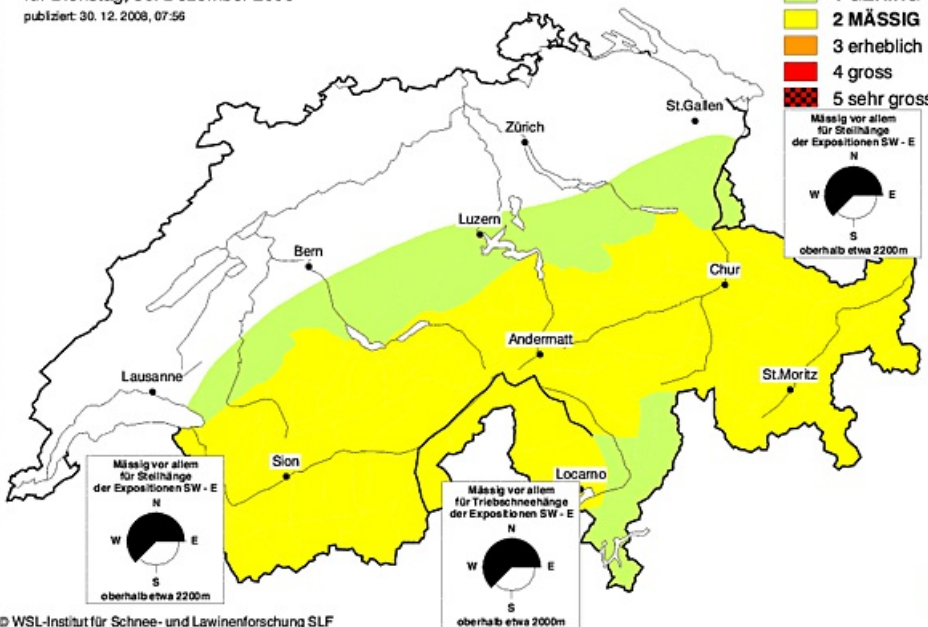 publiziert: 30. 12. 2008, 07:56
2 MÄSSIG
3 erheblich
4 gross
5 sehr gross
St.Gallen
Zürich
Mässig vor allem
für Steilhänge
der Expositionen SW - E
N
W E
S
oberhalb etwa 2200m
Luzern
Bern
Chur
Andermatt
Lausanne
St.Moritz
Sion
Locarno
Mässig vor allem
für Steilhänge
der Expositionen SW - E
N
W E
S
oberhalb etwa 2200m
Mässig vor allem
für Triebschneehänge
der Expositionen SW - E
N
W E
S
oberhalb etwa 2000m
© WSL-Institut für Schnee- und Lawinenforschung SLF